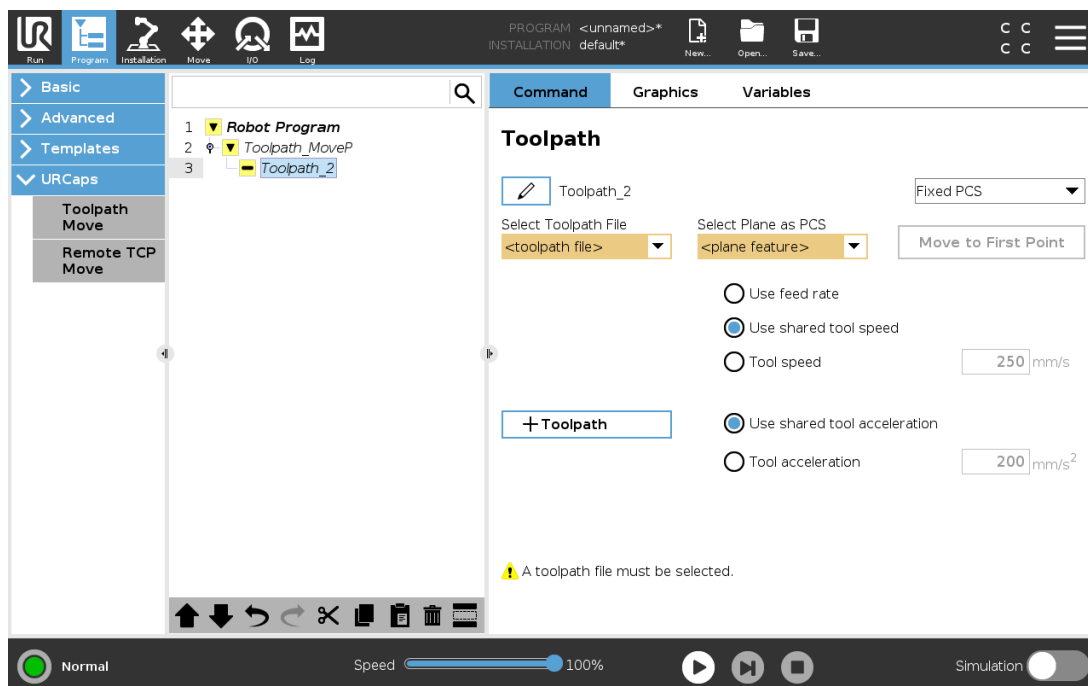 PROGRAM <unnamed>*
INSTALLATION default*
UR
Run
Program
Installation
Move
I/O
Log
New...
Open...
Save...
C C
C C
Basic
Advanced
Templates
URCaps
Toolpath
Move
Remote TCP
Move
1 Robot Program
2 Toolpath_MoveP
3 Toolpath_2
Command Graphics Variables
Toolpath
Toolpath_2
Fixed PCS
Select Toolpath File
Select Plane as PCS
<toolpath file>
<plane feature>
Move to First Point
Use feed rate
Use shared tool speed
Tool speed 250 mm/s
+Toolpath
Use shared tool acceleration
Tool acceleration 200 mm/s2
A toolpath file must be selected.
Normal
Speed
100%
Simulation